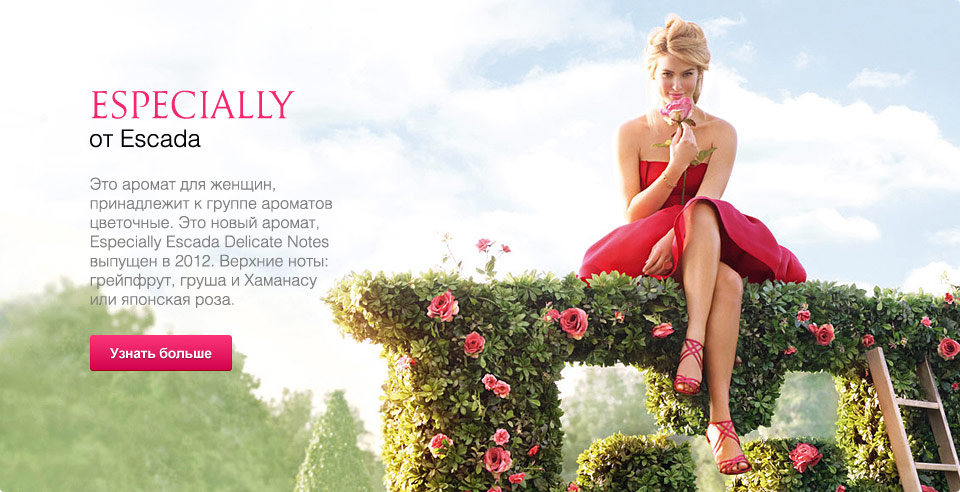 ESPECIALLY
от Escada
Это аромат для женщин,
принадлежит к группе ароматов
цветочные. Это новый аромат,
Especially Escada Delicate Notes
выпущен в 2012. Верхние ноты:
грейпфрут, груша и Хаманасу
или японская роза.
Узнать больше